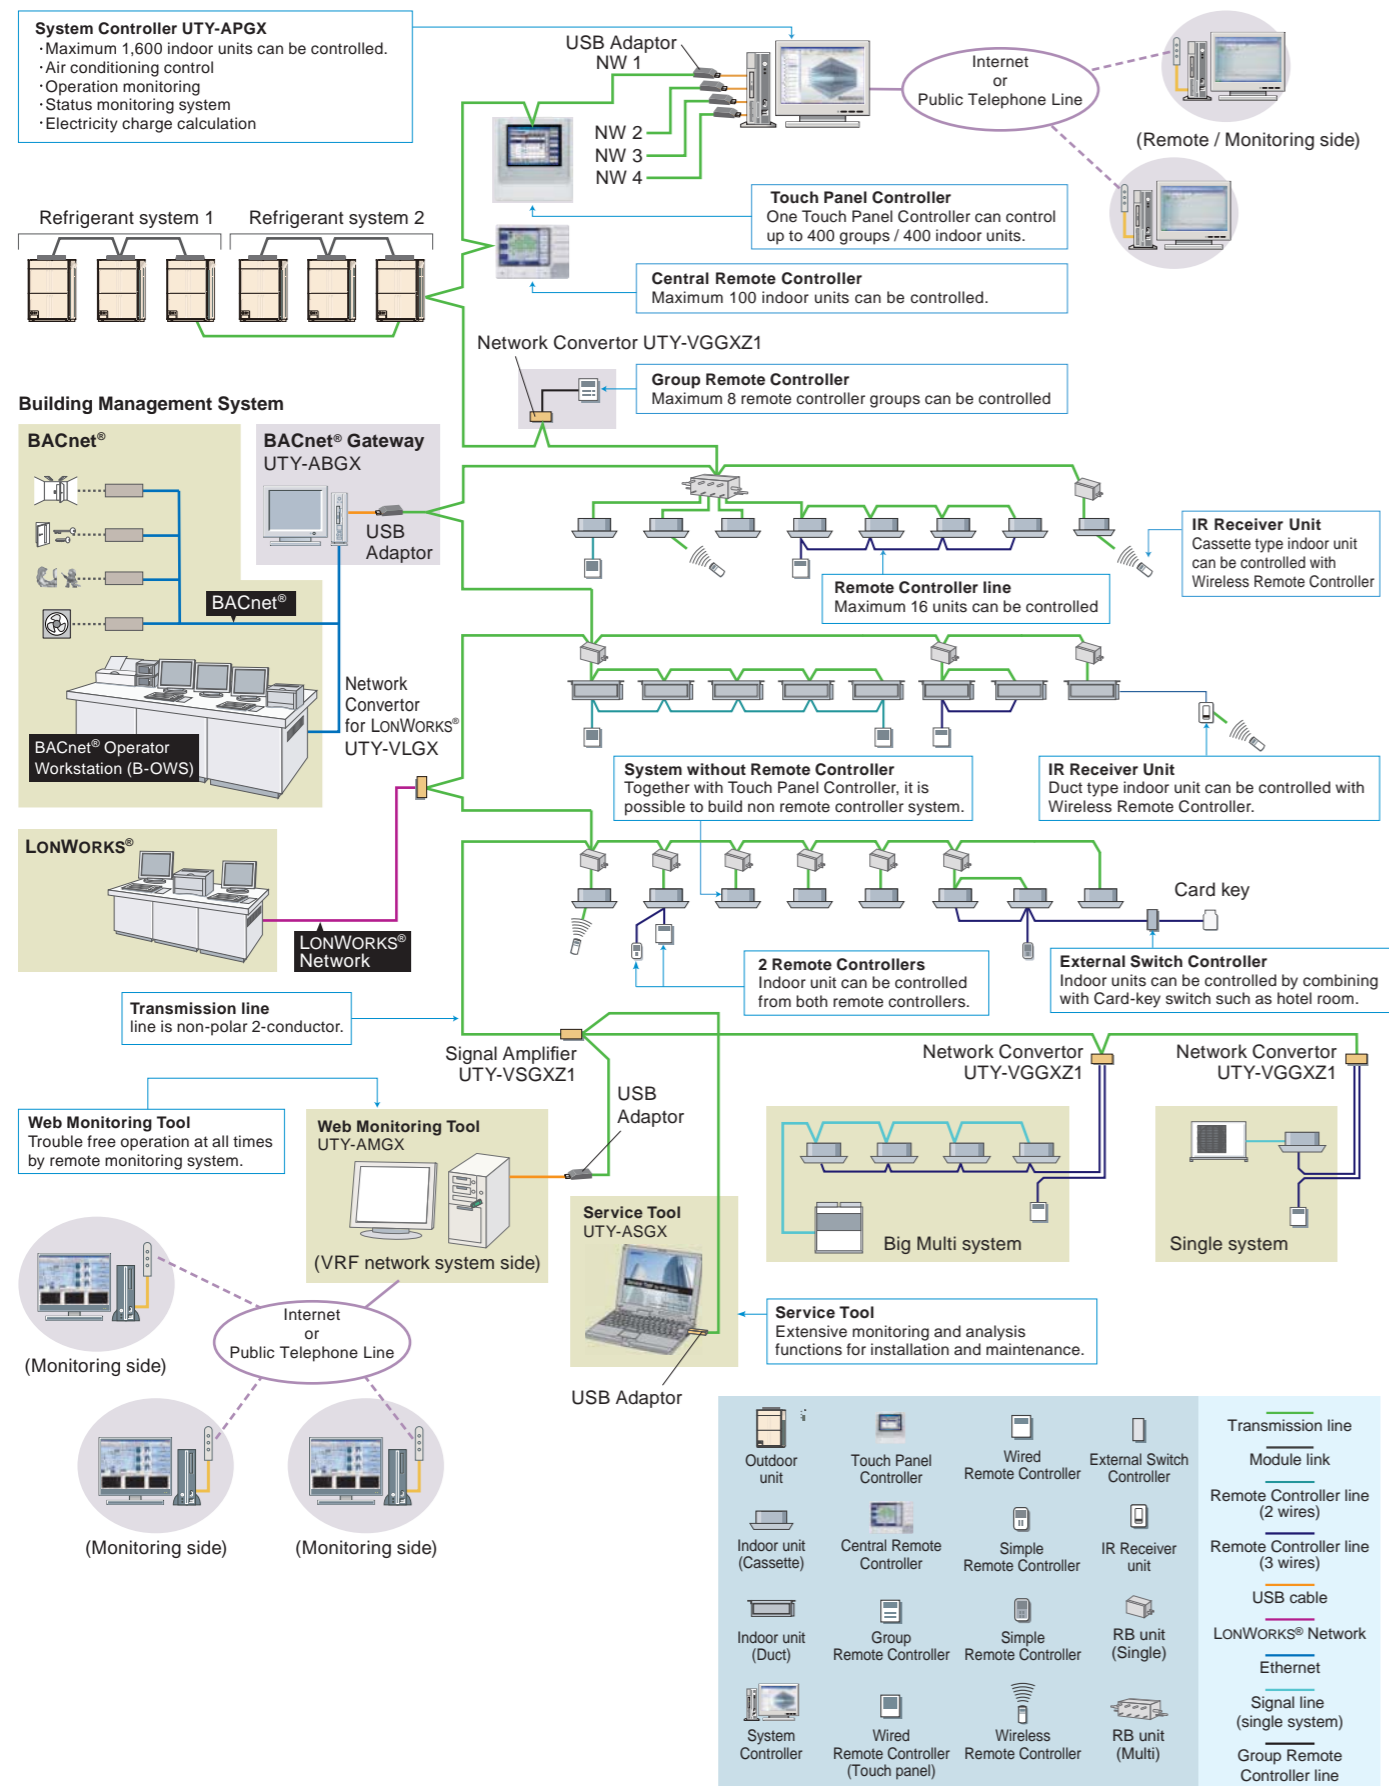 System Controller UTY-APGX
·Maximum 1,600 indoor units can be controlled.
·Air conditioning control
·Operation monitoring
·Status monitoring system
·Electricity charge calculation
USB Adaptor
NW 1
NW 2
NW 3
NW 4
Internet
or
Public Telephone Line
(Remote / Monitoring side)
Touch Panel Controller
One Touch Panel Controller can control
up to 400 groups / 400 indoor units.
Refrigerant system 1
Refrigerant system 2
Central Remote Controller
Maximum 100 indoor units can be controlled.
Network Convertor UTY-VGGXZ1
Group Remote Controller
Maximum 8 remote controller groups can be controlled
Building Management System
BACnet®
BACnet® Gateway
UTY-ABGX
USB
Adaptor
BACnet®
BACnet® Operator
Workstation (B-OWS)
IR Receiver Unit
Cassette type indoor unit
can be controlled with
Wireless Remote Controller
Remote Controller line
Maximum 16 units can be controlled
Network
Convertor
for LONWORKS®
UTY-VLGX
System without Remote Controller
Together with Touch Panel Controller, it is
possible to build non remote controller system.
IR Receiver Unit
Duct type indoor unit can be controlled with
Wireless Remote Controller.
LONWORKS®
LONWORKS®
Network
Card key
2 Remote Controllers
Indoor unit can be controlled
from both remote controllers.
External Switch Controller
Indoor units can be controlled by combining
with Card-key switch such as hotel room.
Transmission line
line is non-polar 2-conductor.
Signal Amplifier
UTY-VSGXZ1
Network Convertor
UTY-VGGXZ1
Network Convertor
UTY-VGGXZ1
Web Monitoring Tool
Trouble free operation at all times
by remote monitoring system.
Web Monitoring Tool
UTY-AMGX
(VRF network system side)
USB
Adaptor
Service Tool
UTY-ASGX
Service Tool
USB Adaptor
Big Multi system
Single system
Service Tool
Extensive monitoring and analysis
functions for installation and maintenance.
Internet
or
Public Telephone Line
(Monitoring side)
(Monitoring side)
(Monitoring side)
Outdoor
unit
Touch Panel
Controller
Wired
Remote Controller
External Switch
Controller
Indoor unit
(Cassette)
Central Remote
Controller
Simple
Remote Controller
IR Receiver
unit
Indoor unit
(Duct)
Group
Remote Controller
Simple
Remote Controller
RB unit
(Single)
System
Controller
Wired
Remote Controller
(Touch panel)
Wireless
Remote Controller
RB unit
(Multi)
Transmission line
Module link
Remote Controller line
(2 wires)
Remote Controller line
(3 wires)
USB cable
LONWORKS® Network
Ethernet
Signal line
(single system)
Group Remote
Controller line